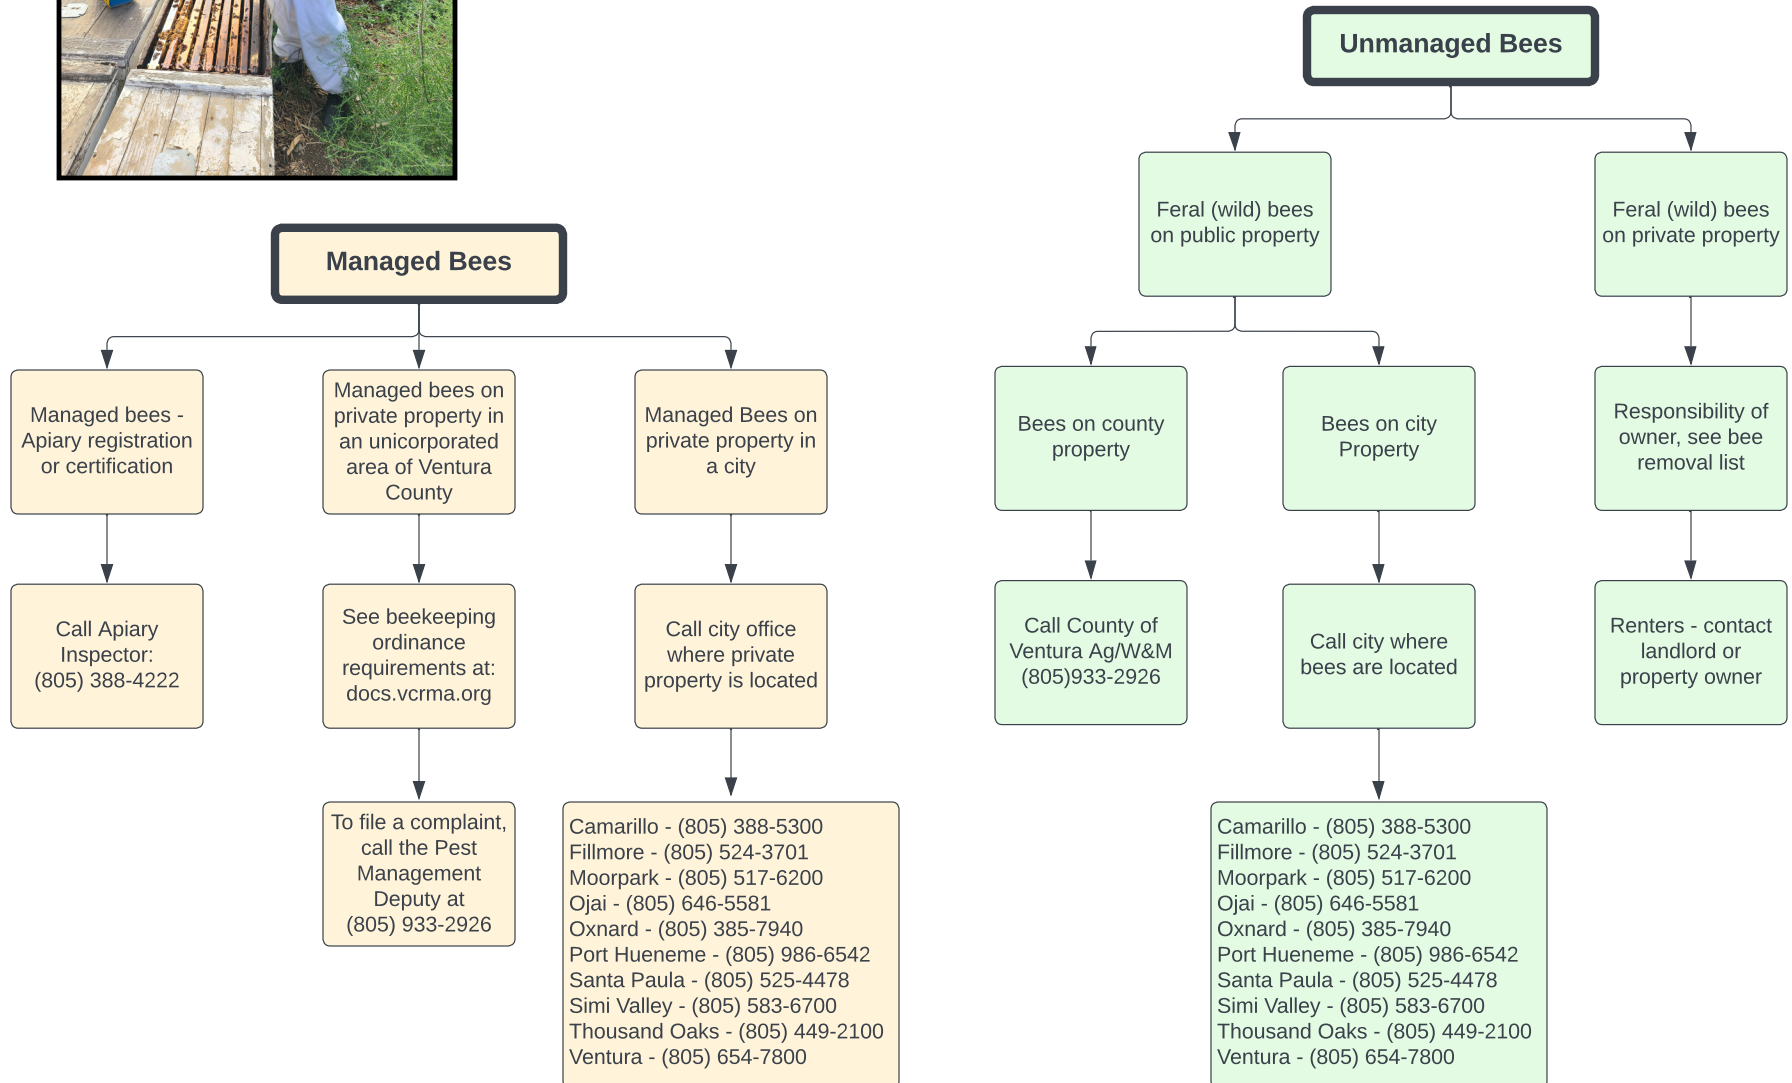 Managed Bees
Managed bees -
Apiary registration
or certification
Call Apiary
Inspector:
(805) 388-4222
Managed bees on
private property in
an unicorporated
area of Ventura
County
See beekeeping
ordinance
requirements at:
docs.vcrma.org
To file a complaint,
call the Pest
Management
Deputy at
(805) 933-2926
Managed Bees on
private property in
a city
Call city office
where private
property is located
Camarillo - (805) 388-5300
Fillmore - (805) 524-3701
Moorpark - (805) 517-6200
Ojai - (805) 646-5581
Oxnard - (805) 385-7940
Port Hueneme - (805) 986-6542
Santa Paula - (805) 525-4478
Simi Valley - (805) 583-6700
Thousand Oaks - (805) 449-2100
Ventura - (805) 654-7800
Unmanaged Bees
Feral (wild) bees
on public property
Bees on county
property
Call County of
Ventura Ag/W&M
(805)933-2926
Bees on city
Property
Call city where
bees are located
Camarillo - (805) 388-5300
Fillmore - (805) 524-3701
Moorpark - (805) 517-6200
Ojai - (805) 646-5581
Oxnard - (805) 385-7940
Port Hueneme - (805) 986-6542
Santa Paula - (805) 525-4478
Simi Valley - (805) 583-6700
Thousand Oaks - (805) 449-2100
Ventura - (805) 654-7800
Feral (wild) bees
on private property
Responsibility of
owner, see bee
removal list
Renters - contact
landlord or
property owner